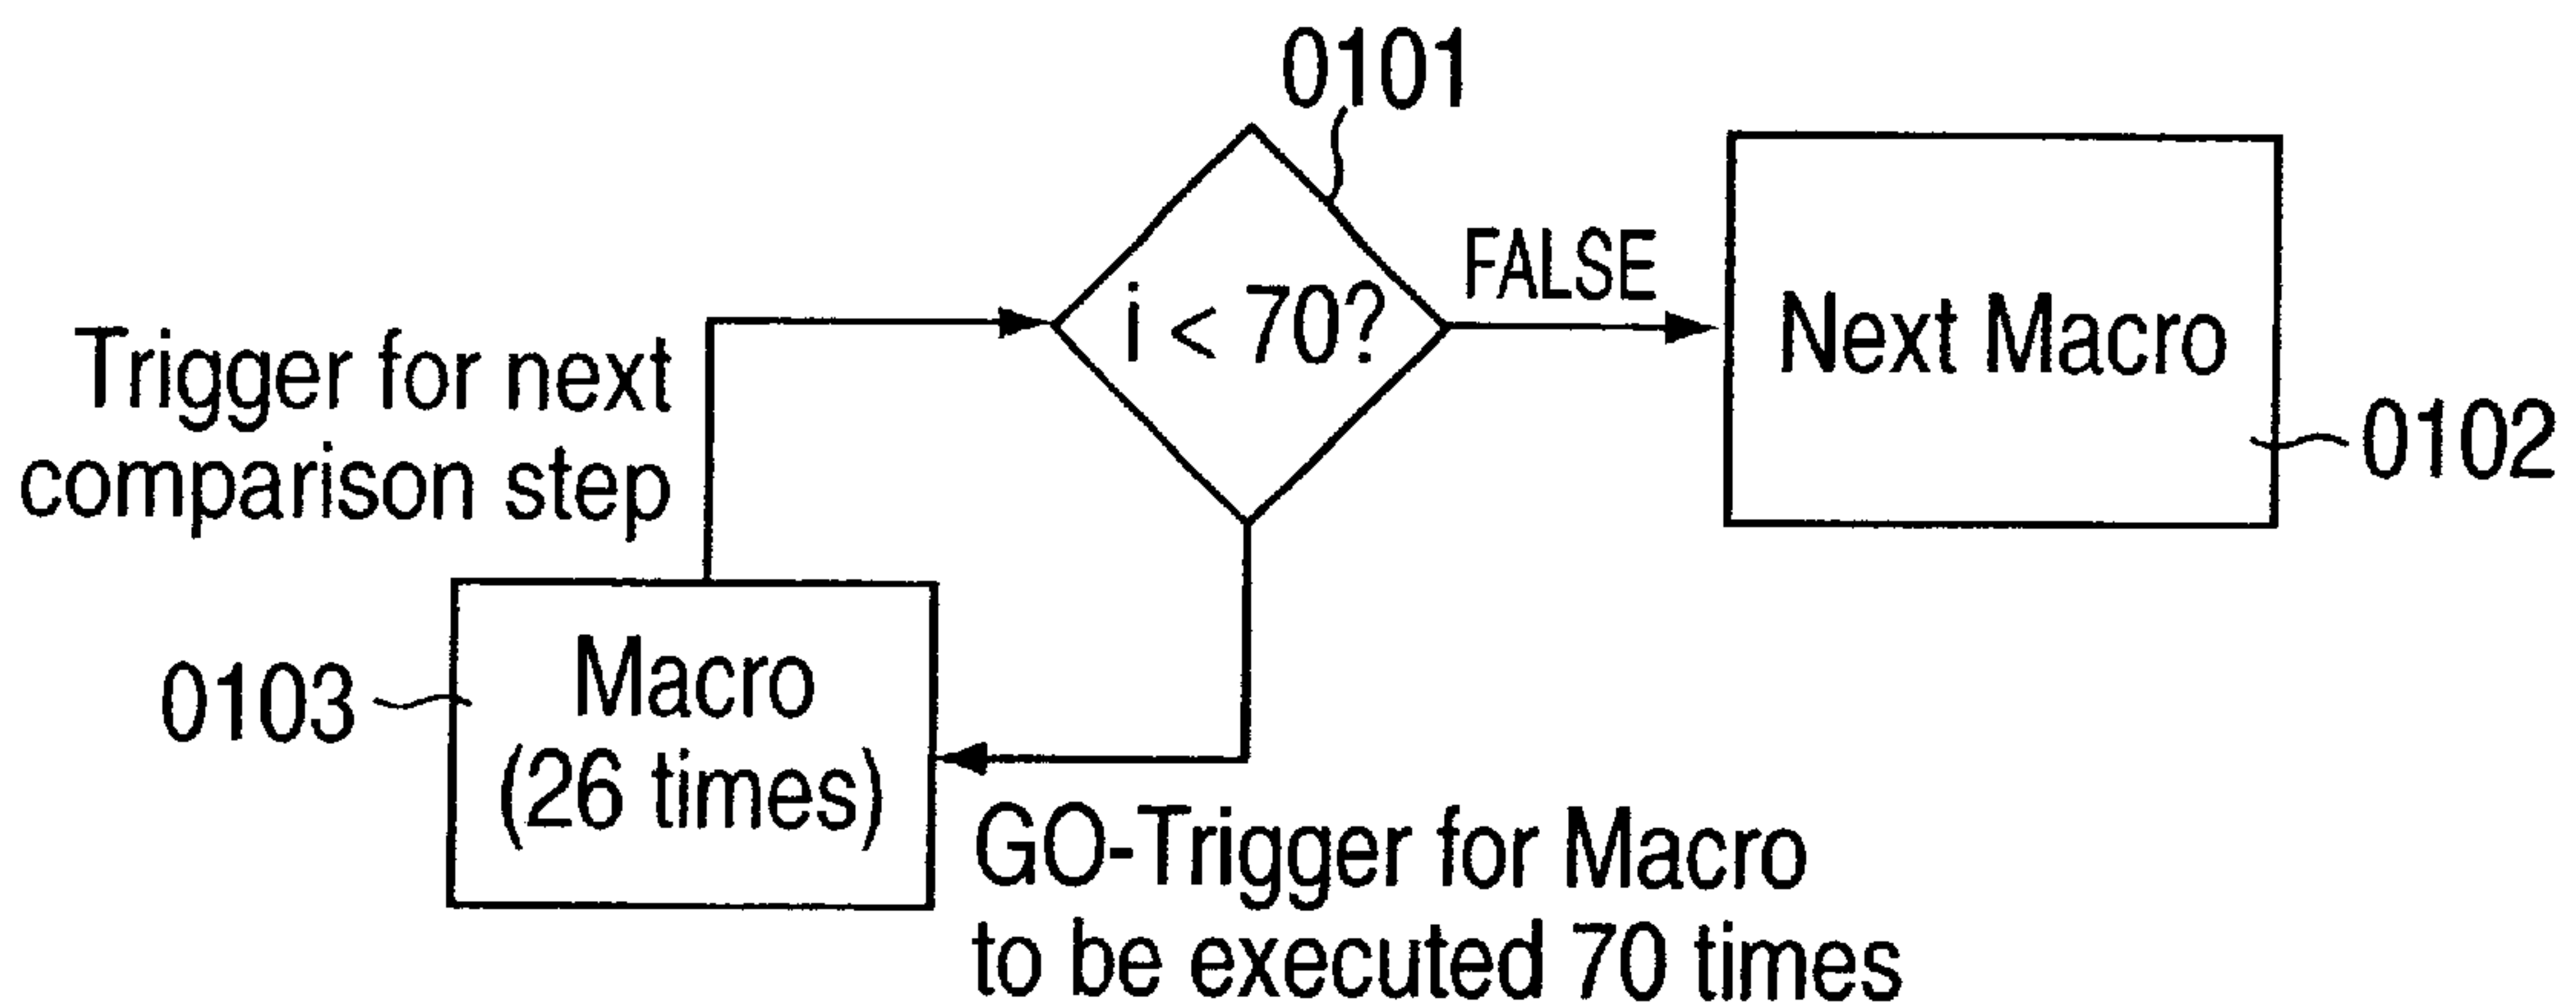 0101
FALSE
i < 70?
Next Macro
Trigger for next
comparison step
0102
Macro
(26 times)
0103
GO-Trigger for Macro
to be executed 70 times